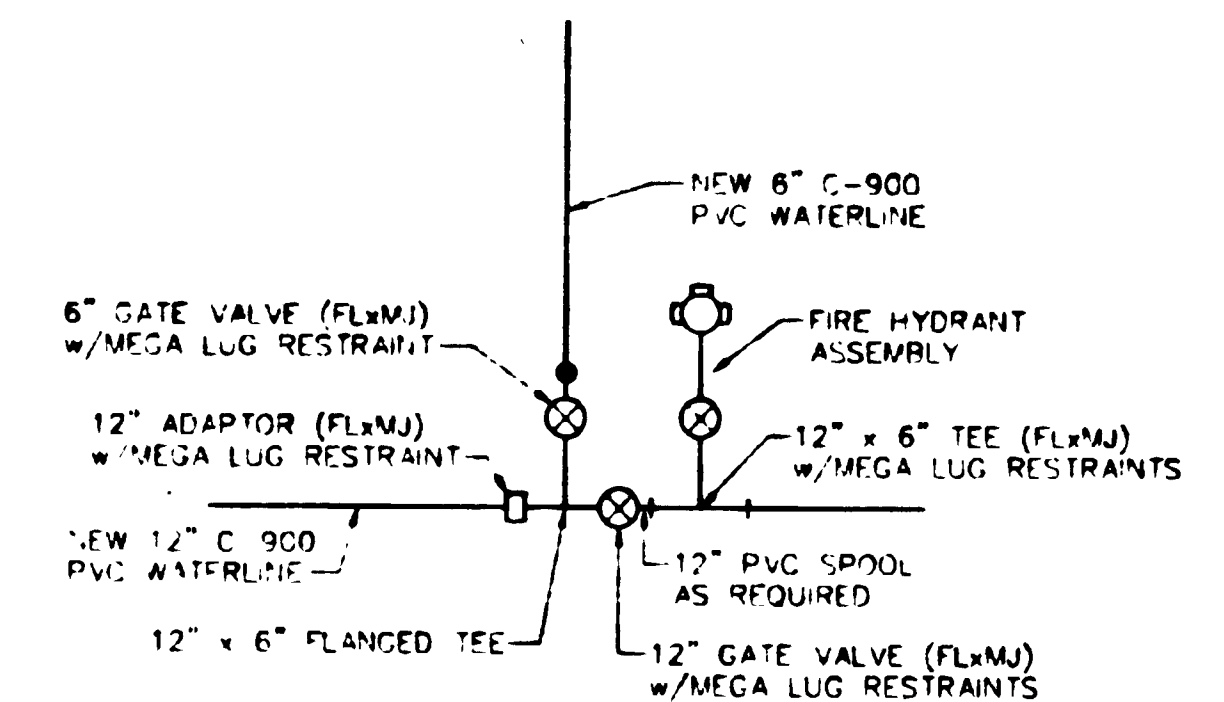 NEW 6" C-900
PVC WATERLINE
6" GATE VALVE (FLxMJ)
w/MEGA LUG RESTRAINT
FIRE HYDRANT
ASSEMBLY
12" ADAPTOR (FLxMJ)
w/MEGA LUG RESTRAINT
12" x 6" TEE (FLxMJ)
w/MEGA LUG RESTRAINTS
NEW 12" C 900
PVC WATERLINE
12" PVC SPOOL
AS REQUIRED
12" x 6" FLANGED TEE
12" GATE VALVE (FLxMJ)
w/MEGA LUG RESTRAINTS